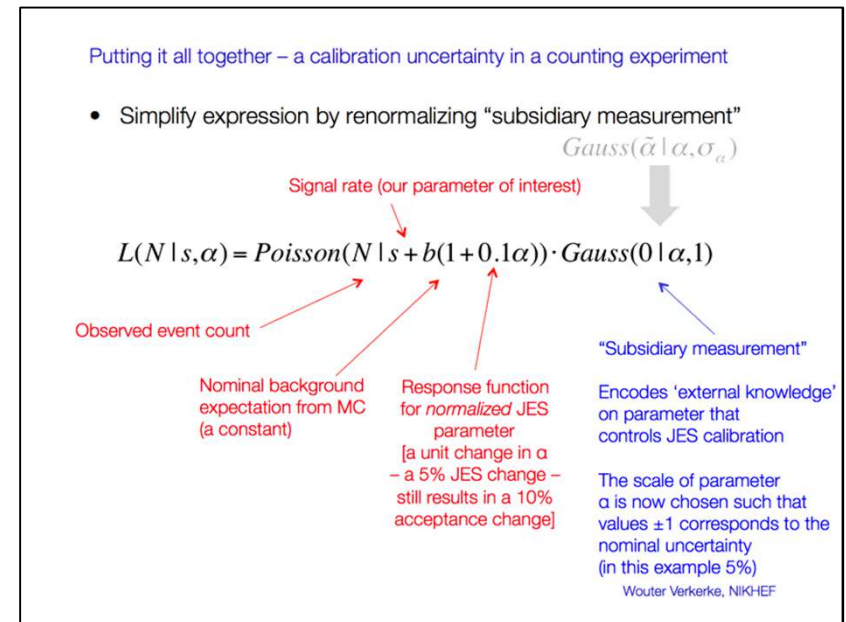 Putting it all together – a calibration uncertainty in a counting experiment
• Simplify expression by renormalizing “subsidiary measurement”
Gauss(α̃ | α,σ_α)
Signal rate (our parameter of interest)
L(N | s,α) = Poisson(N | s + b(1+0.1α))·Gauss(0 | α,1)
Observed event count
Nominal background
expectation from MC
(a constant)
Response function
for normalized JES
parameter
[a unit change in α
– a 5% JES change –
still results in a 10%
acceptance change]
“Subsidiary measurement”
Encodes ‘external knowledge’
on parameter that
controls JES calibration
The scale of parameter
α is now chosen such that
values ±1 corresponds to the
nominal uncertainty
(in this example 5%)
Wouter Verkerke, NIKHEF